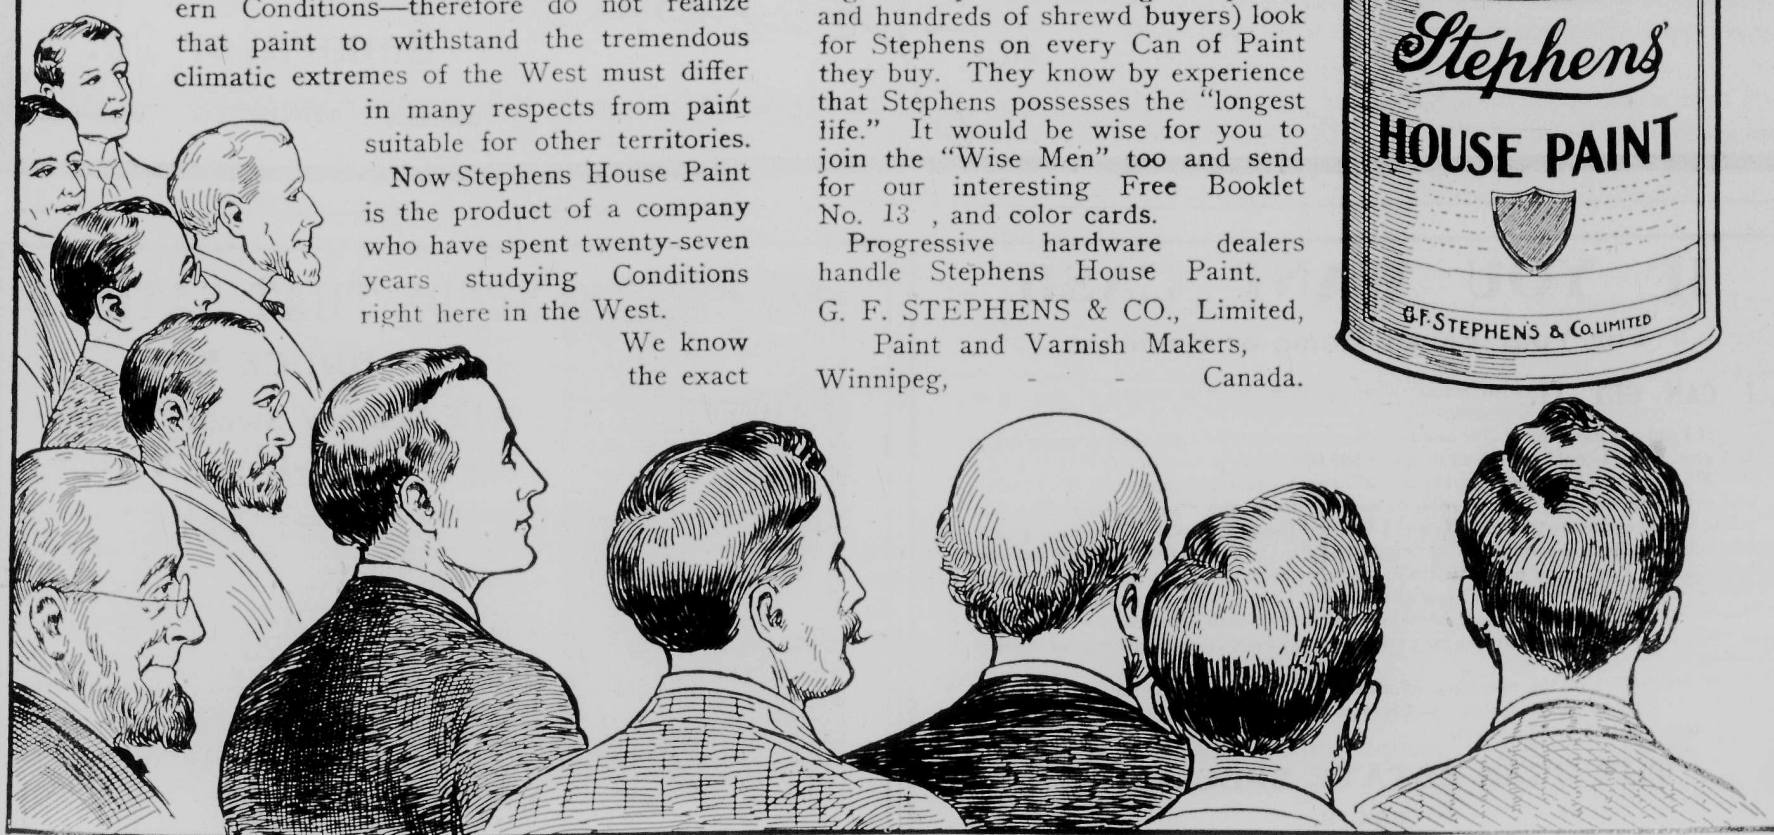 ern Conditions—therefore do not realize
that paint to withstand the tremendous
climatic extremes of the West must differ
in many respects from paint
suitable for other territories.
Now Stephens House Paint
is the product of a company
who have spent twenty-seven
years studying Conditions
right here in the West.
We know
the exact
and hundreds of shrewd buyers) look
for Stephens on every Can of Paint
they buy. They know by experience
that Stephens possesses the “longest
life.” It would be wise for you to
join the “Wise Men” too and send
for our interesting Free Booklet
No. 13 , and color cards.
Progressive hardware dealers
handle Stephens House Paint.
G. F. STEPHENS & CO., Limited,
Paint and Varnish Makers,
Winnipeg, - - Canada.
Stephens'
HOUSE PAINT
G.F. STEPHENS & CO. LIMITED